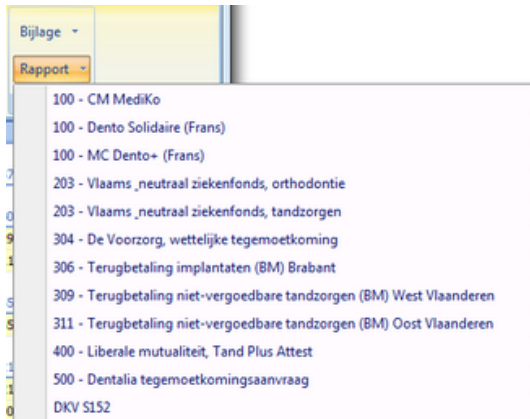 Bijlage
Rapport
100 - CM MediKo
100 - Dento Solidaire (Frans)
100 - MC Dento+ (Frans)
203 - Vlaams_neutraal ziekenfonds, orthodontie
203 - Vlaams_neutraal ziekenfonds, tandzorgen
304 - De Voorzorg, wettelijke tegemoetkoming
306 - Terugbetaling implantaten (BM) Brabant
309 - Terugbetaling niet-vergoedbare tandzorgen (BM) West Vlaanderen
311 - Terugbetaling niet-vergoedbare tandzorgen (BM) Oost Vlaanderen
400 - Liberale mutualiteit, Tand Plus Attest
500 - Dentalia tegemoetkomingsaanvraag
DKV S152